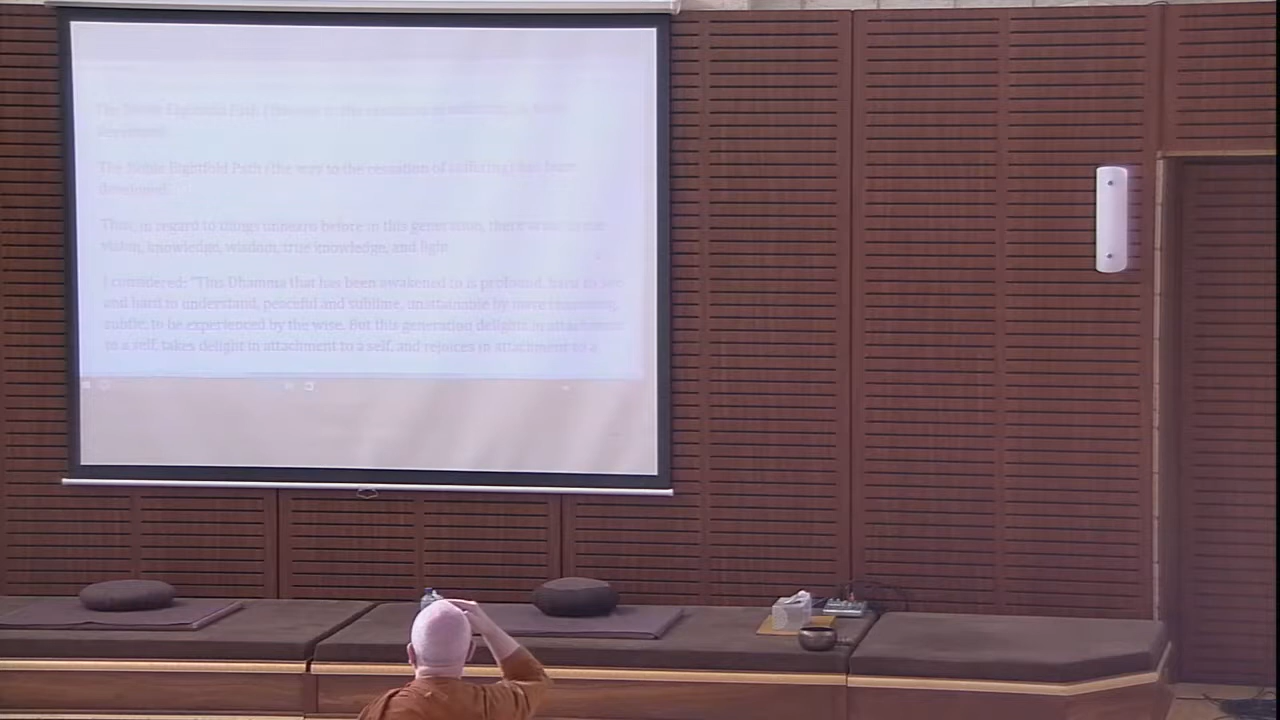 The Noble Eightfold Path (the way to the cessation of suffering) has been
developed.
Thus, in regard to things unheard before in this generation, there arose
vision, knowledge, wisdom, true knowledge, and light
I considered: "This Dhamma that has been awakened to is profound, hard to see
and hard to understand, peaceful and sublime, unattainable by mere reasoning,
subtle, to be experienced by the wise. But this generation delights in attachment
to a self, takes delight in attachment to a self, and rejoices in attachment to a